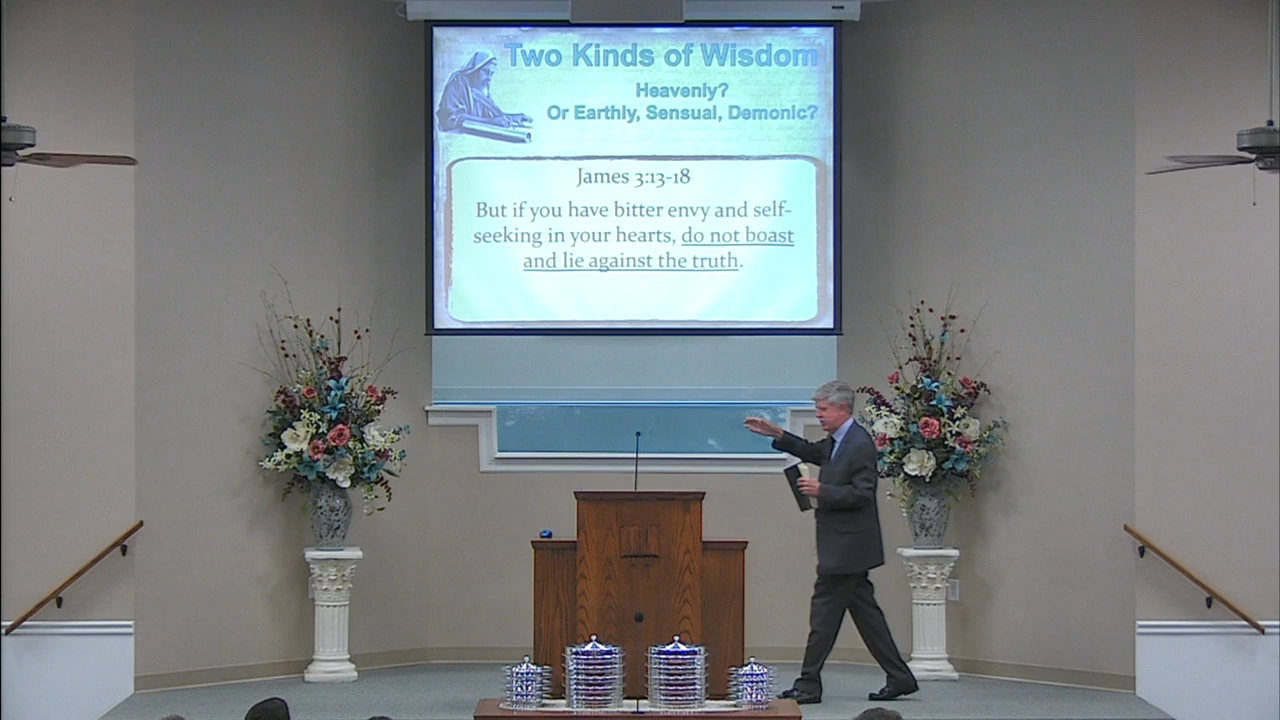 Two Kinds of Wisdom
Heavenly?
Or Earthly, Sensual, Demonic?
James 3:13-18
But if you have bitter envy and self-
seeking in your hearts, do not boast
and lie against the truth.